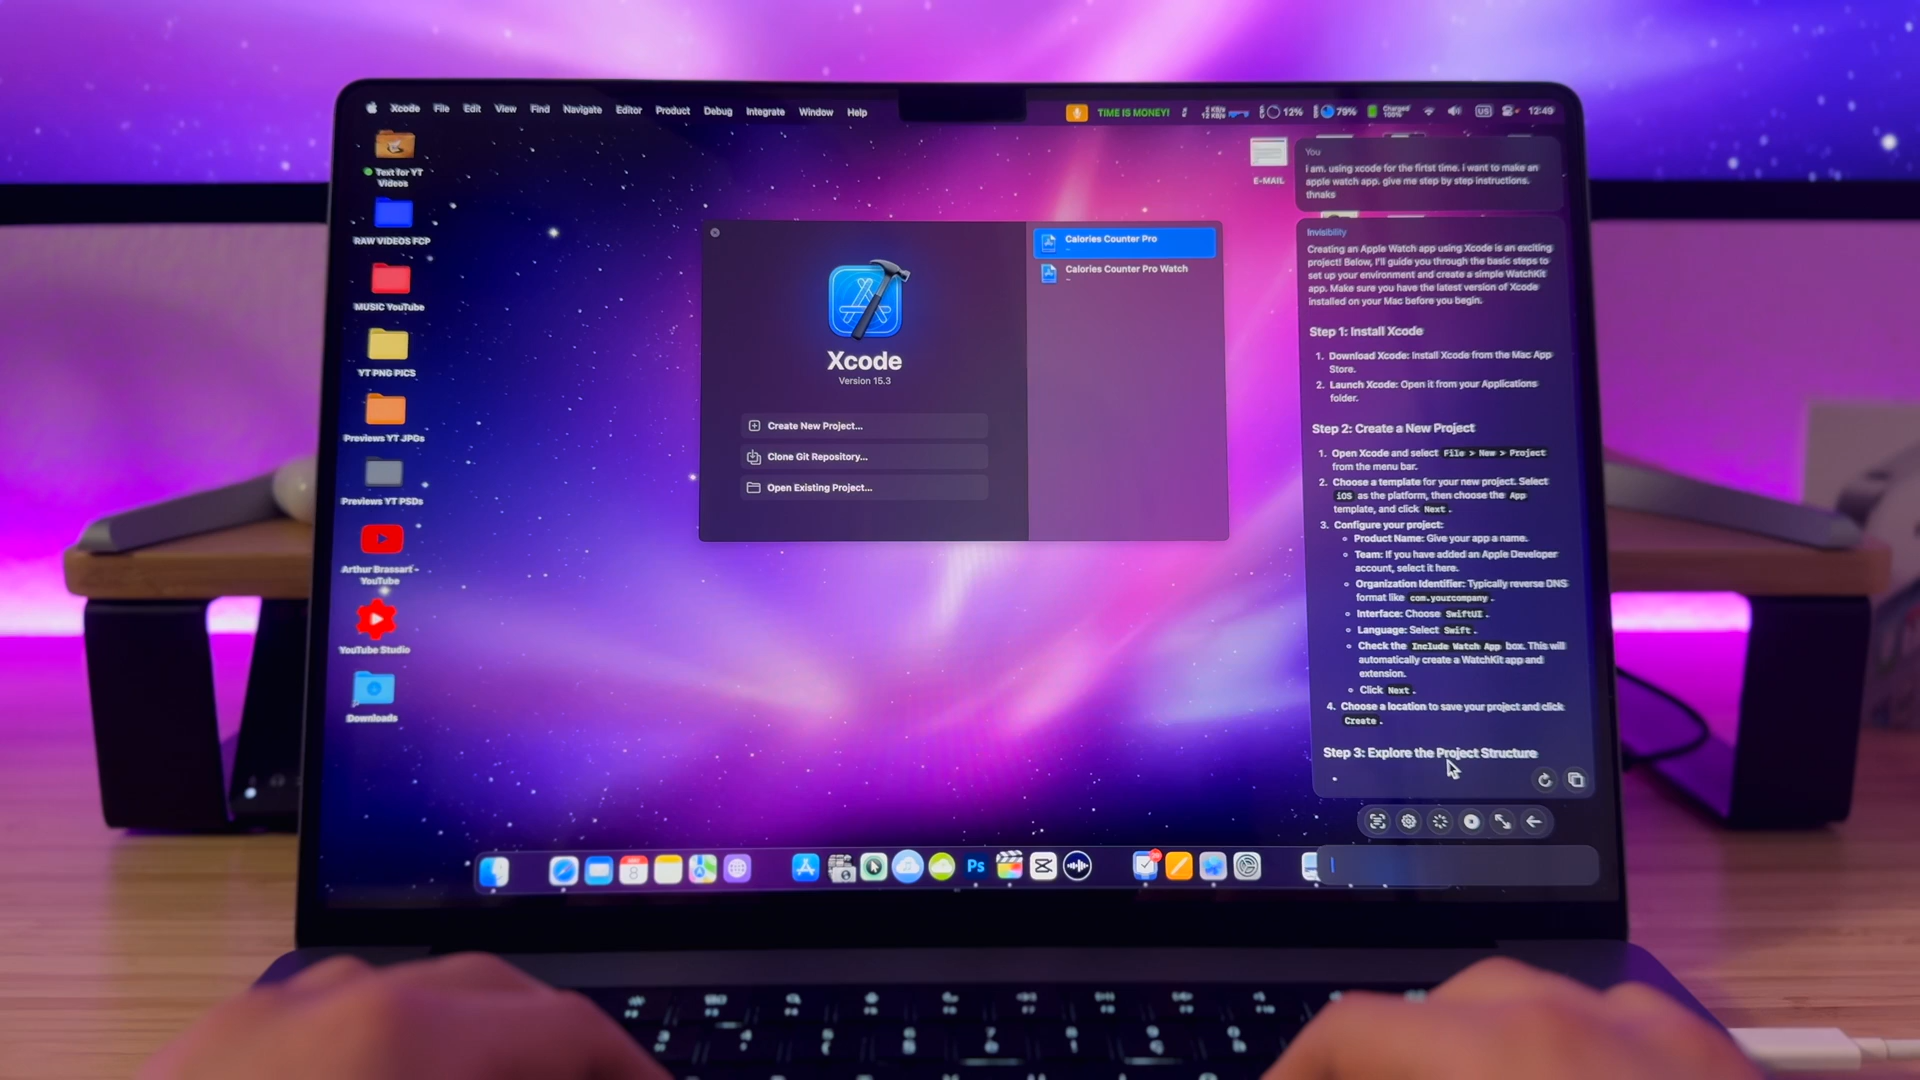 Xcode File Edit View Find Navigate Editor Product Debug Integrate Window Help
TIME IS MONEY! 12% 79% Charged 100% US 12:49
Text for YT
Videos
RAW VIDEOS FCP
MUSIC YouTube
YT PNG PICS
Previews YT JPGs
Previews YT PSDs
Arthur Brassart -
YouTube
YouTube Studio
Downloads
E-MAIL
Xcode
Version 15.3
Create New Project...
Clone Git Repository...
Open Existing Project...
Calories Counter Pro
~
Calories Counter Pro Watch
~
You
I am. using xcode for the firtst time. i want to make an
apple watch app. give me step by step instructions.
thnaks
Invisibility
Creating an Apple Watch app using Xcode is an exciting
project! Below, I'll guide you through the basic steps to
set up your environment and create a simple WatchKit
app. Make sure you have the latest version of Xcode
installed on your Mac before you begin.
Step 1: Install Xcode
1. Download Xcode: Install Xcode from the Mac App
Store.
2. Launch Xcode: Open it from your Applications
folder.
Step 2: Create a New Project
1. Open Xcode and select File > New > Project
from the menu bar.
2. Choose a template for your new project. Select
iOS as the platform, then choose the App
template, and click Next.
3. Configure your project:
Product Name: Give your app a name.
Team: If you have added an Apple Developer
account, select it here.
Organization Identifier: Typically reverse DNS
format like com.yourcompany.
Interface: Choose SwiftUI.
Language: Select Swift.
Check the Include Watch App box. This will
automatically create a WatchKit app and
extension.
Click Next.
4. Choose a location to save your project and click
Create.
Step 3: Explore the Project Structure
8
Ps